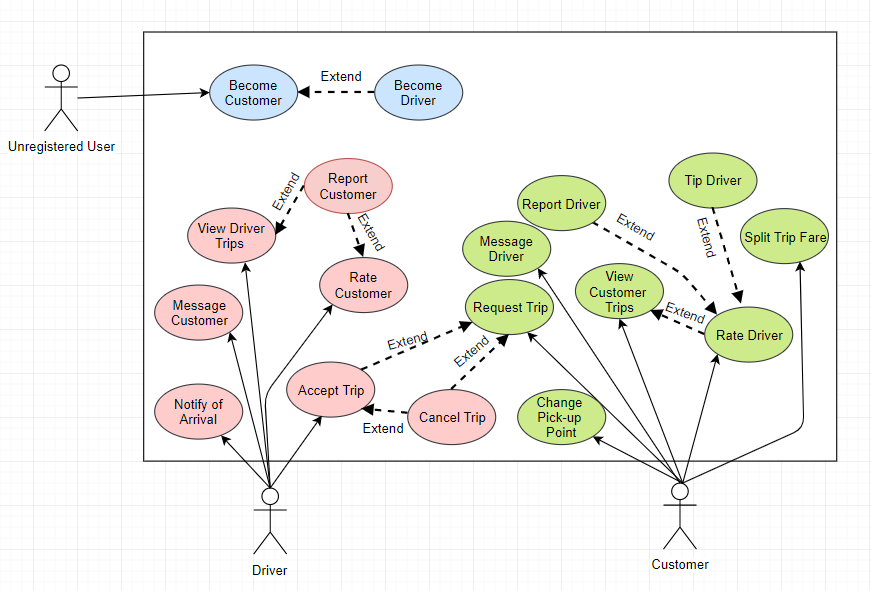 Become
Customer
Extend
Become
Driver
Unregistered User
Report
Customer
Extend
Extend
View Driver
Trips
Rate
Customer
Message
Customer
Notify of
Arrival
Accept Trip
Extend
Extend
Cancel Trip
Extend
Tip Driver
Report Driver
Extend
Extend
Split Trip Fare
Message
Driver
View
Customer
Trips
Request Trip
Extend
Rate Driver
Change
Pick-up
Point
Driver
Customer